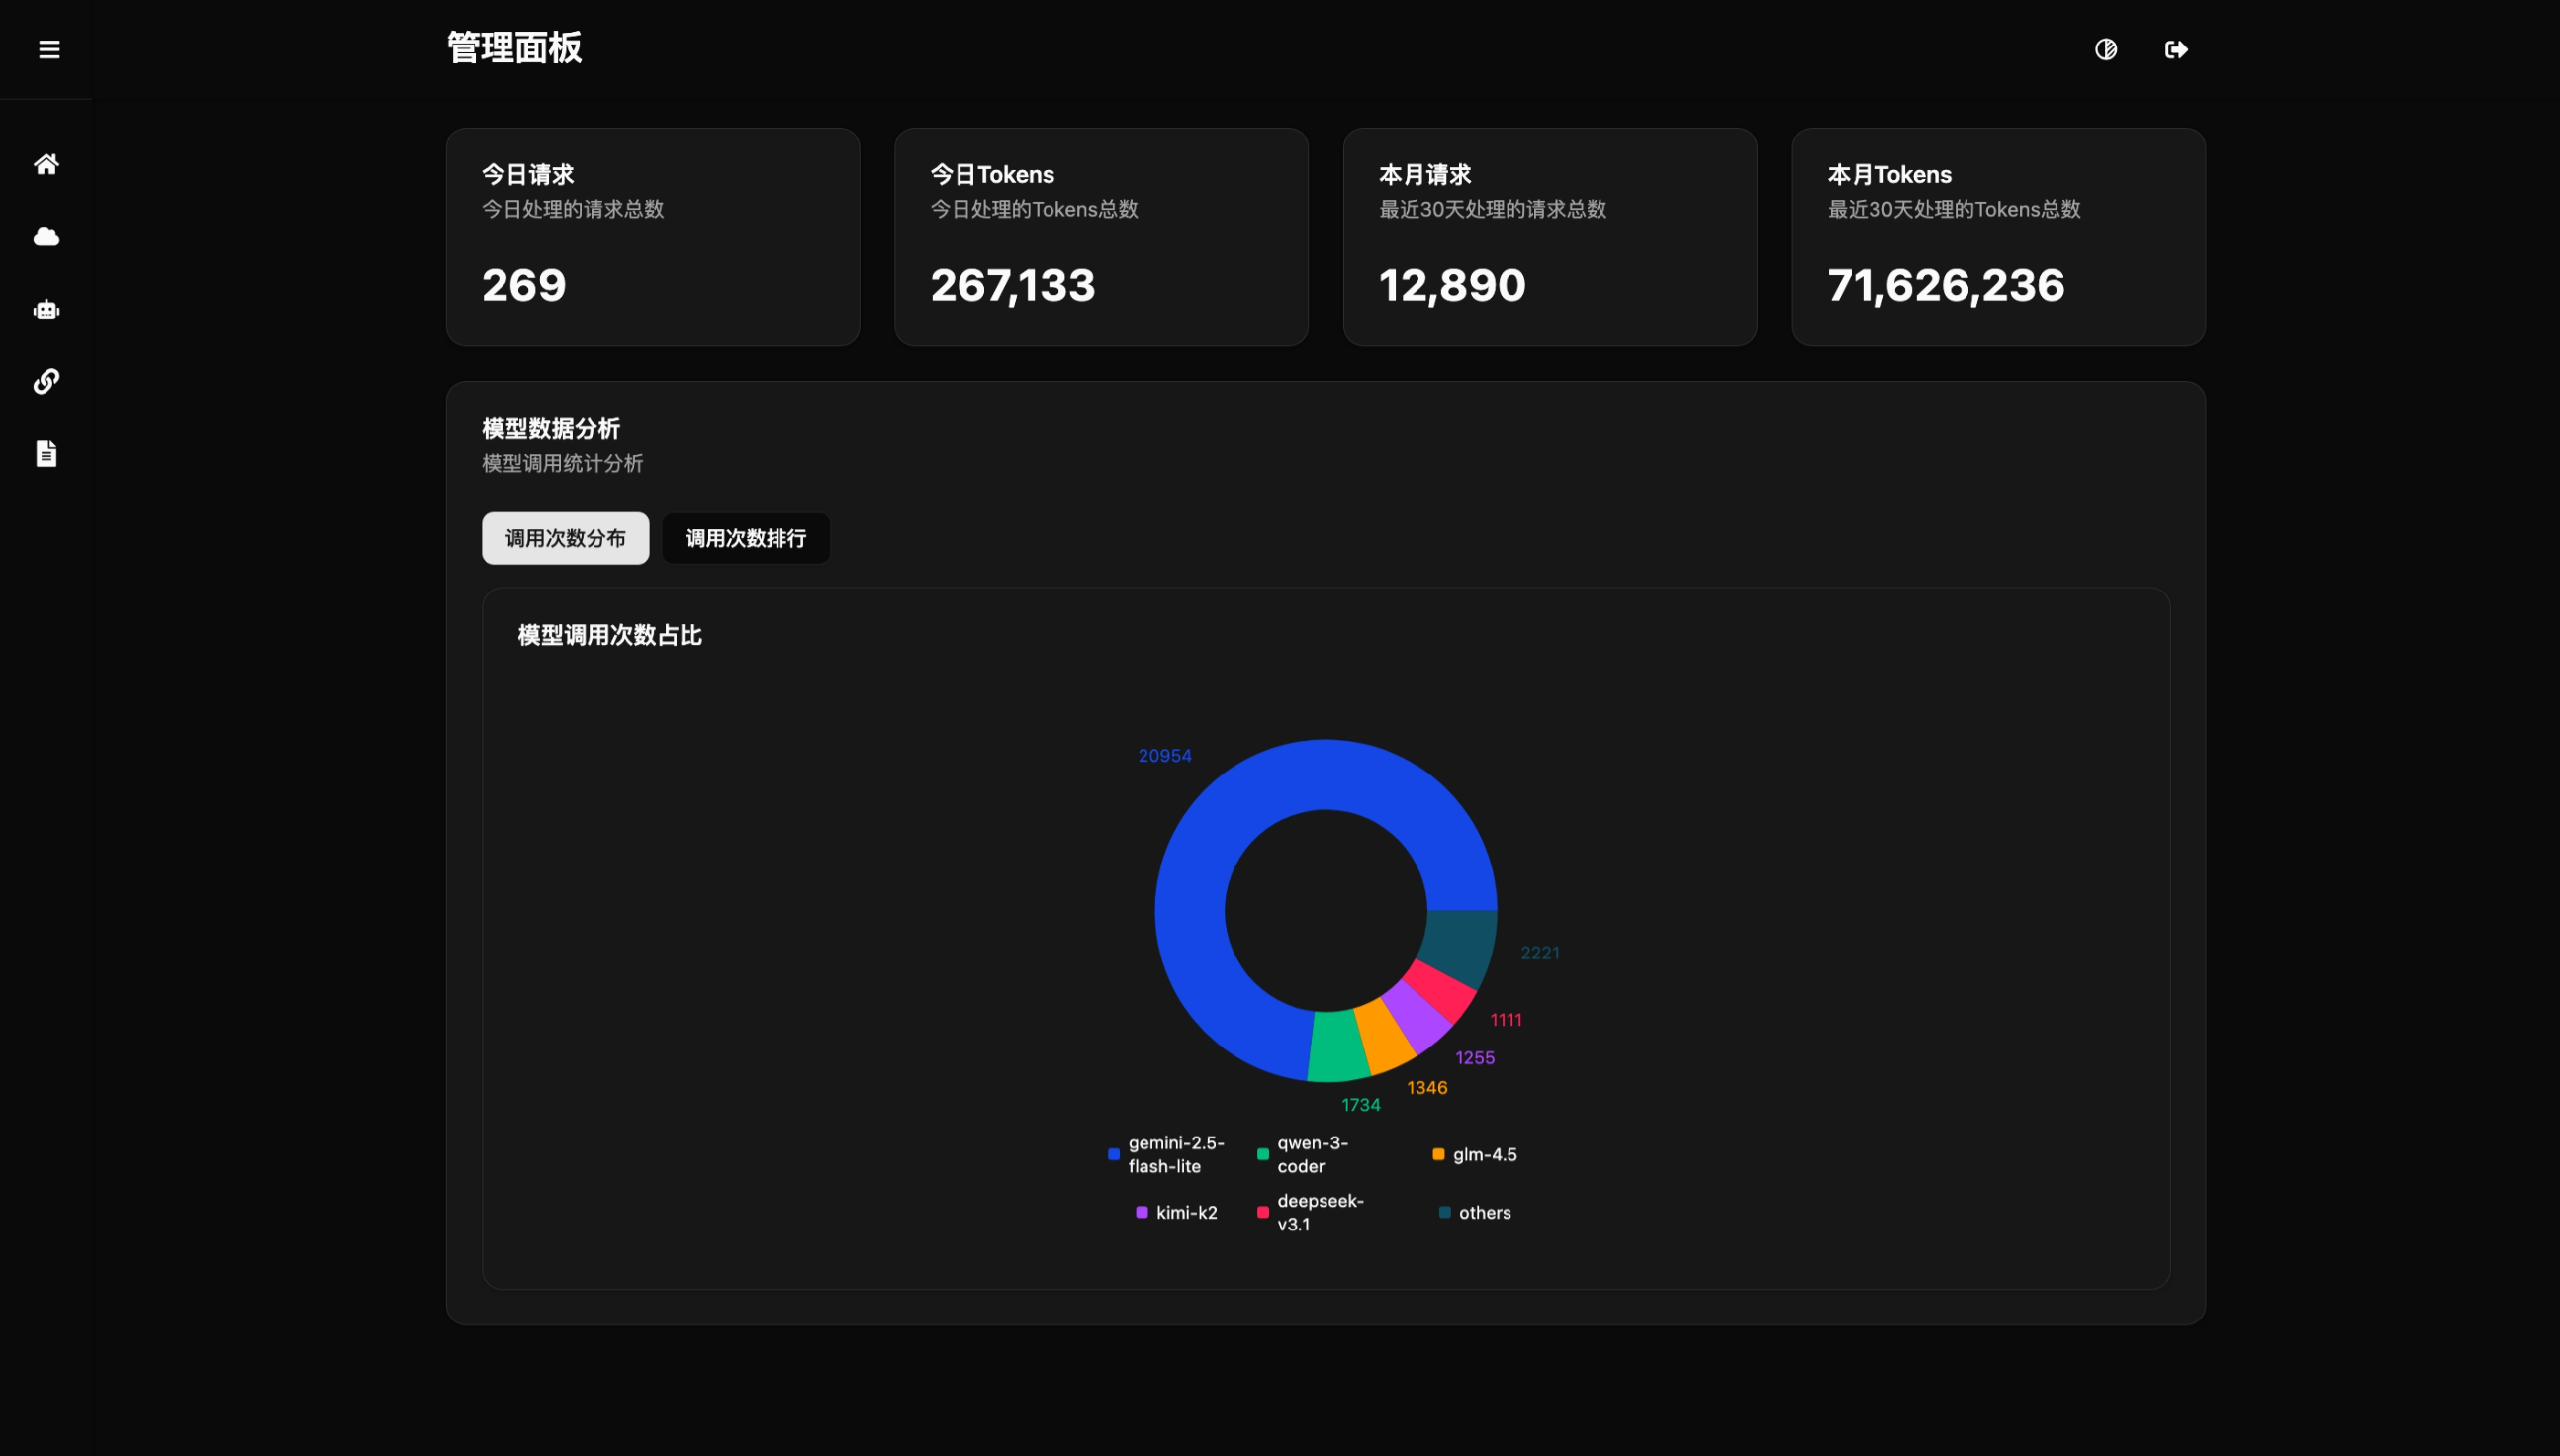 管理面板
今日请求
今日处理的请求总数
269
今日Tokens
今日处理的Tokens总数
267,133
本月请求
最近30天处理的请求总数
12,890
本月Tokens
最近30天处理的Tokens总数
71,626,236
模型数据分析
模型调用统计分析
调用次数分布
调用次数排行
模型调用次数占比
20954
2221
1111
1255
1346
1734
gemini-2.5-
flash-lite
qwen-3-
coder
glm-4.5
kimi-k2
deepseek-
v3.1
others